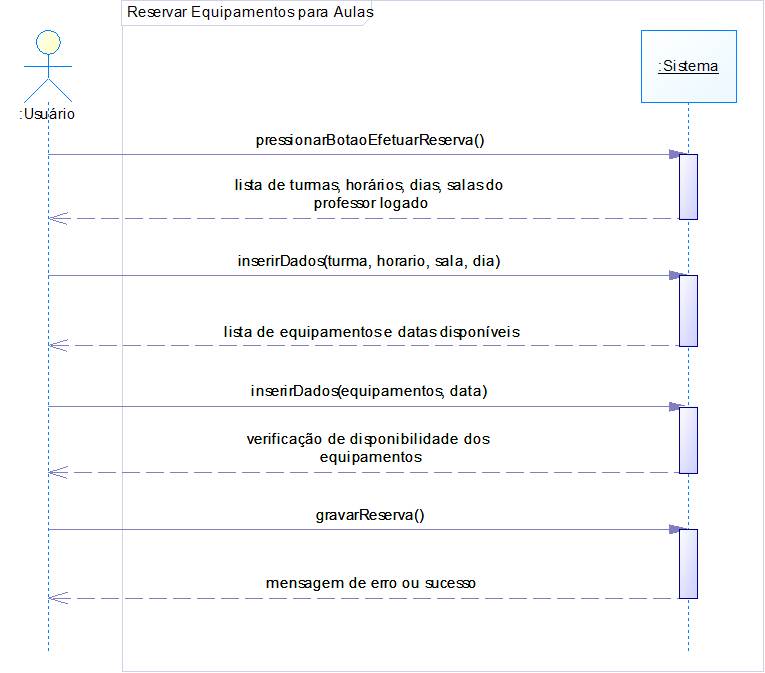 Reservar Equipamentos para Aulas
:Usuário
:Sistema
pressionarBotaoEfetuarReserva()
lista de turmas, horários, dias, salas do
professor logado
inserirDados(turma, horario, sala, dia)
lista de equipamentos e datas disponíveis
inserirDados(equipamentos, data)
verificação de disponibilidade dos
equipamentos
gravarReserva()
mensagem de erro ou sucesso